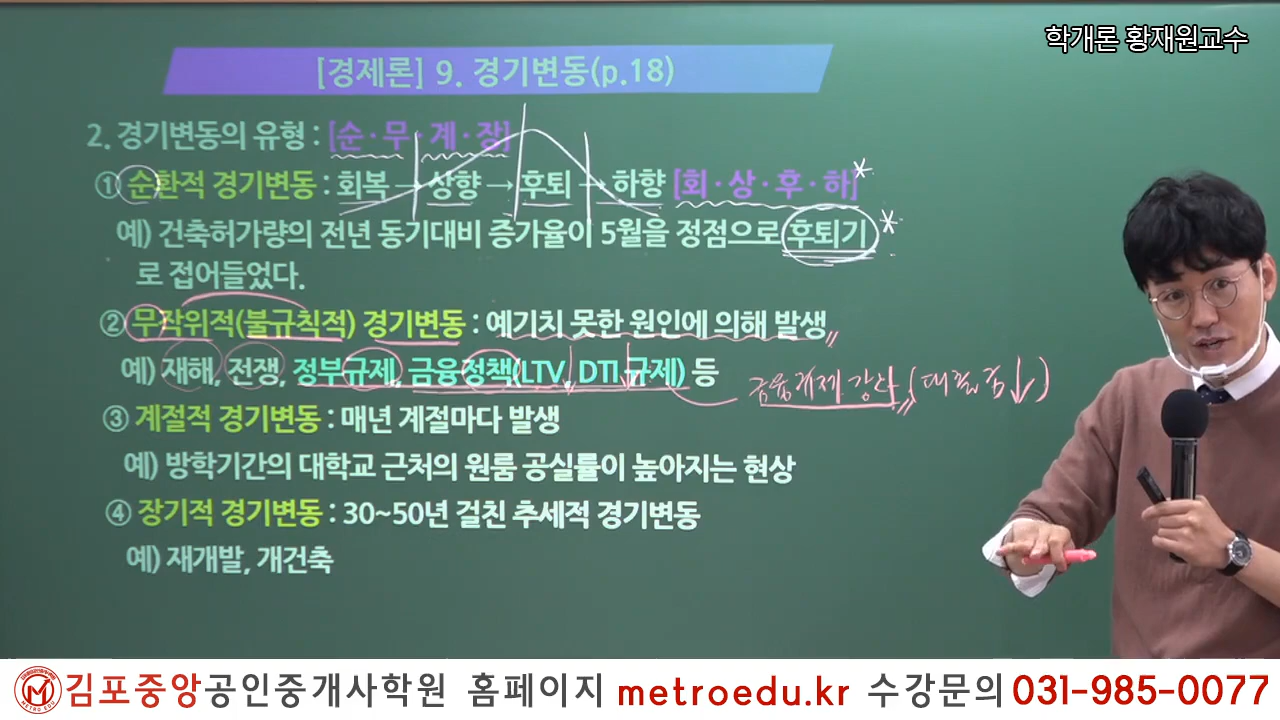 학개론 황재원교수
[경제론] 9. 경기변동(p.18)
2. 경기변동의 유형 : [순·무·계·장]
① 순환적 경기변동 : 회복 → 상향 → 후퇴 → 하향 [회·상·후·하]
예) 건축허가량의 전년 동기대비 증가율이 5월을 정점으로 후퇴기
로 접어들었다.
② 무작위적(불규칙적) 경기변동 : 예기치 못한 원인에 의해 발생
예) 재해, 전쟁, 정부규제, 금융정책(LTV, DTI 규제) 등
금융규제 강화 (대출금↓)
③ 계절적 경기변동 : 매년 계절마다 발생
예) 방학기간의 대학교 근처의 원룸 공실률이 높아지는 현상
④ 장기적 경기변동 : 30~50년 걸친 추세적 경기변동
예) 재개발, 개건축
METRO EDU 김포중앙공인중개사학원 홈페이지 metroedu.kr 수강문의 031-985-0077